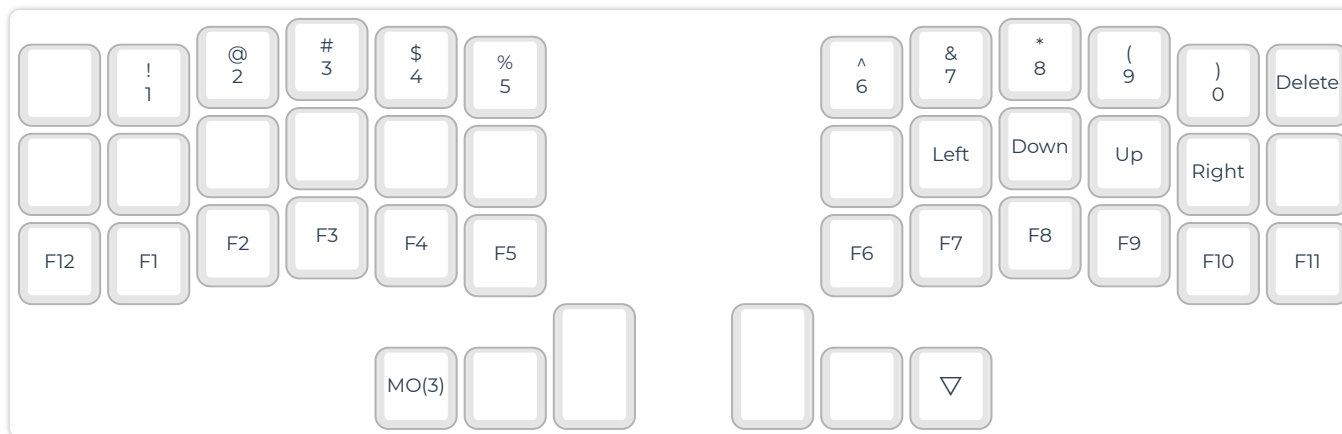 ! @ # $ % ^ & * ( )
1 2 3 4 5 6 7 8 9 0 Delete
Left Down Up Right
F12 F1 F2 F3 F4 F5 F6 F7 F8 F9 F10 F11
MO(3) ▽